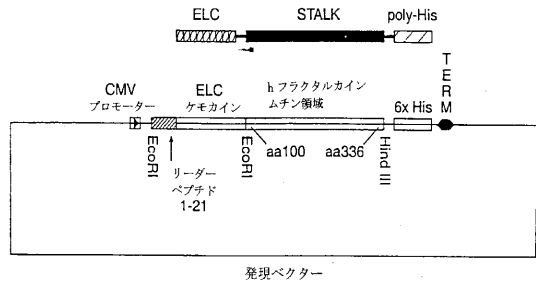 ELC
STALK
poly-His
TERM
CMV
プロモーター
ELC
ケモカイン
hフラクタルカイン
ムチン領域
6x His
EcoRI
リーダー
ペプチド
1-21
EcoRI
aa100
aa336
Hind III
発現ベクター